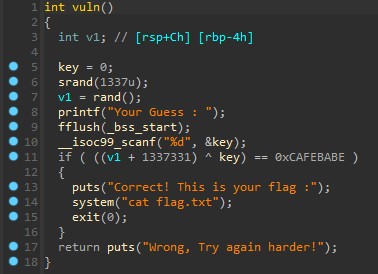 1 int vuln()
2 {
3 int v1; // [rsp+Ch] [rbp-4h]
4
5 key = 0;
6 srand(1337u);
7 v1 = rand();
8 printf("Your Guess : ");
9 fflush(_bss_start);
10 __isoc99_scanf("%d", &key);
11 if ( ((v1 + 1337331) ^ key) == 0xCAFEBABE )
12 {
13 puts("Correct! This is your flag :");
14 system("cat flag.txt");
15 exit(0);
16 }
17 return puts("Wrong, Try again harder!");
18 }